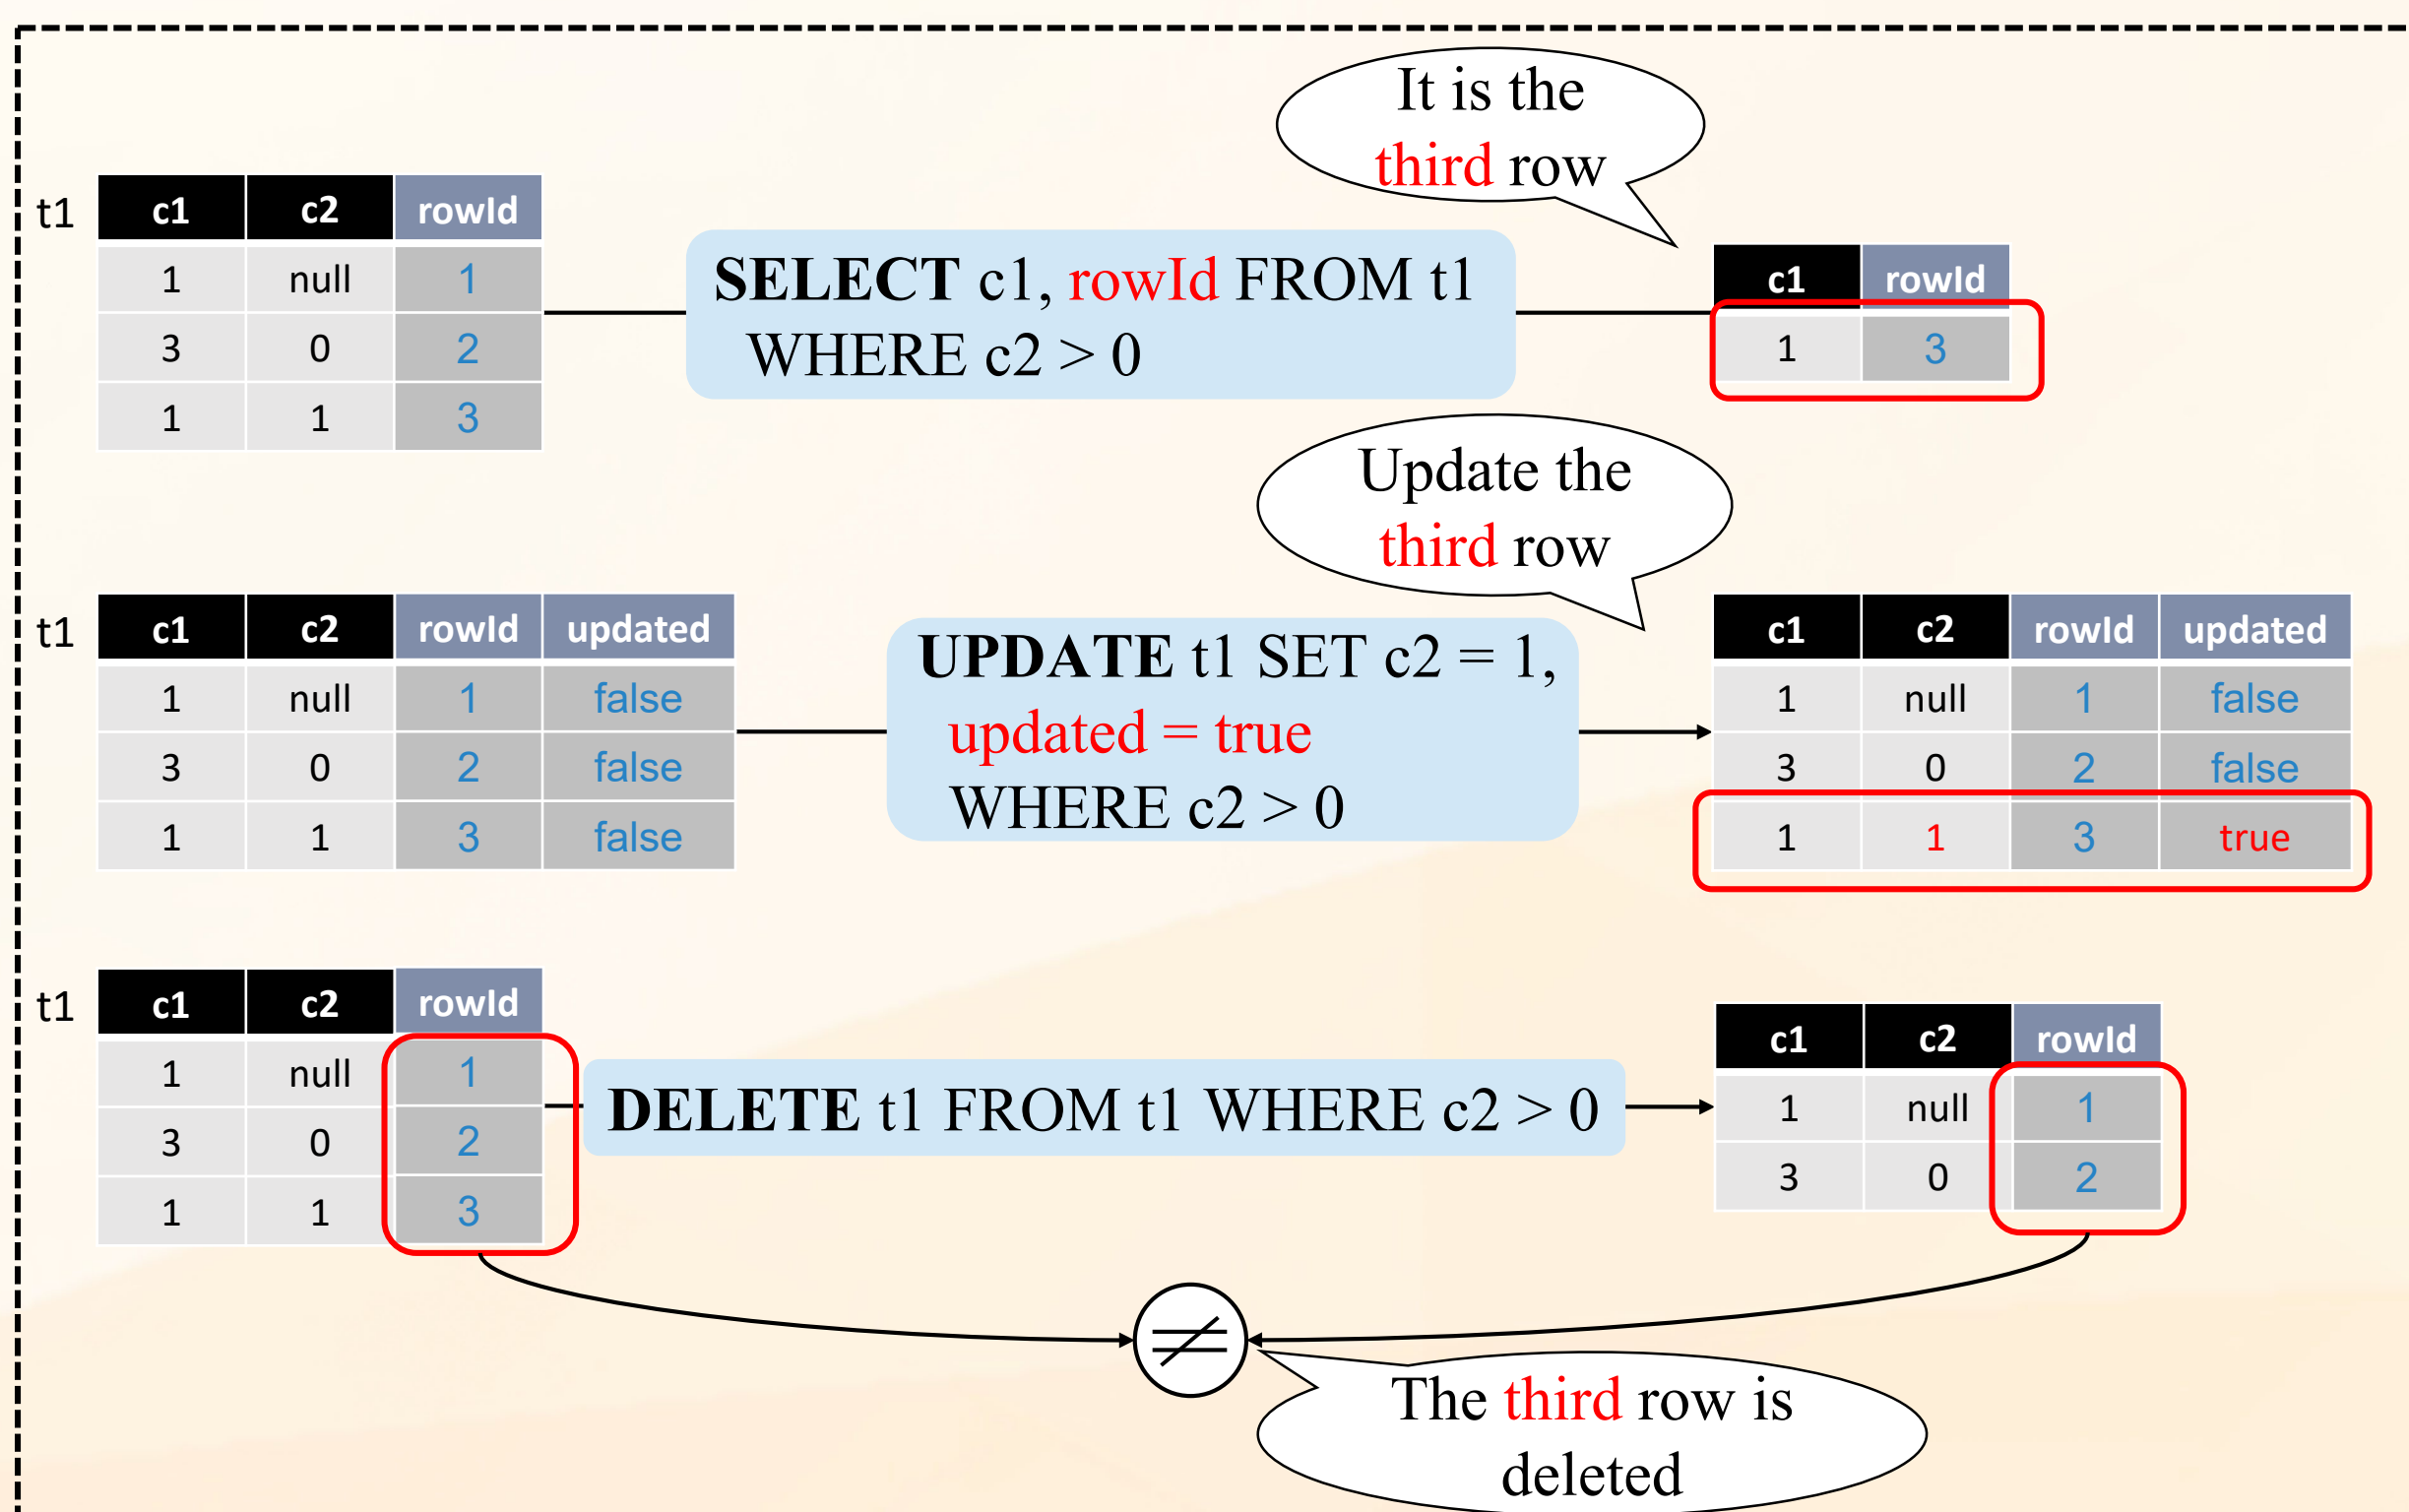 It is the
third row
t1
c1 c2 rowId
1 null 1
3 0 2
1 1 3
SELECT c1, rowId FROM t1
WHERE c2 > 0
c1 rowId
1 3
Update the
third row
t1
c1 c2 rowId updated
1 null 1 false
3 0 2 false
1 1 3 false
UPDATE t1 SET c2 = 1,
updated = true
WHERE c2 > 0
c1 c2 rowId updated
1 null 1 false
3 0 2 false
1 1 3 true
t1
c1 c2 rowId
1 null 1
3 0 2
1 1 3
DELETE t1 FROM t1 WHERE c2 > 0
c1 c2 rowId
1 null 1
3 0 2
≠
The third row is
deleted